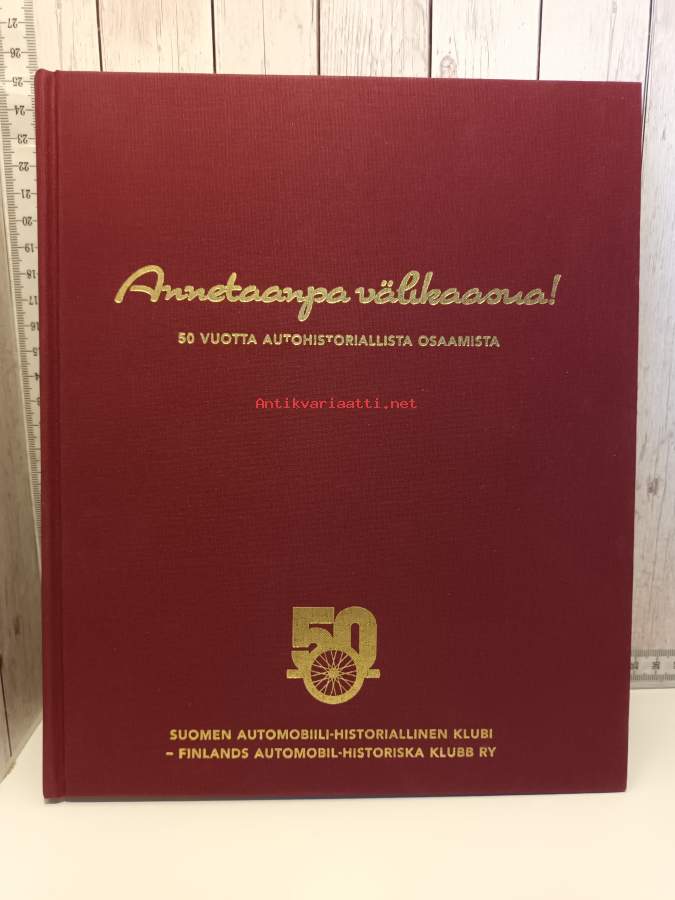 Annetaanpa välikaasua!
50 VUOTTA AUTOHISTORIALLISTA OSAAMISTA
Antikvariaatti.net
50
SUOMEN AUTOMOBIILI-HISTORIALLINEN KLUBI
– FINLANDS AUTOMOBIL-HISTORISKA KLUBB RY